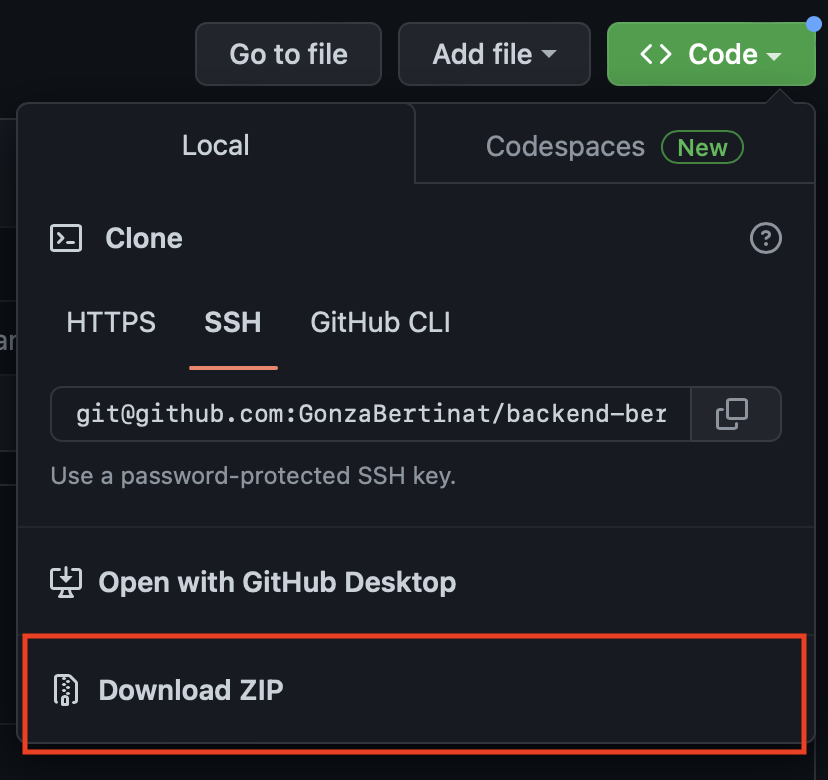 Go to file
Add file
Code
Local
Codespaces New
Clone
HTTPS
SSH
GitHub CLI
git@github.com:GonzaBertinat/backend-ber
Use a password-protected SSH key.
Open with GitHub Desktop
Download ZIP